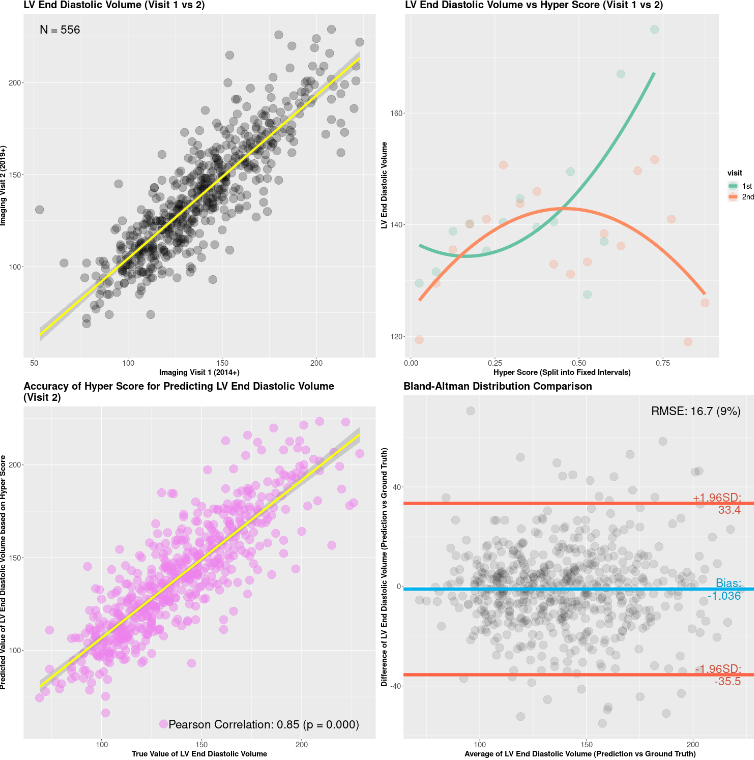 LV End Diastolic Volume (Visit 1 vs 2)
N = 556
Imaging Visit 2 (2019+)
200
150
100
50
100
150
200
Imaging Visit 1 (2014+)
LV End Diastolic Volume vs Hyper Score (Visit 1 vs 2)
LV End Diastolic Volume
160
140
120
0.00
0.25
0.50
0.75
Hyper Score (Split into Fixed Intervals)
visit
1st
2nd
Accuracy of Hyper Score for Predicting LV End Diastolic Volume
(Visit 2)
Predicted Value of LV End Diastolic Volume based on Hyper Score
200
150
100
Pearson Correlation: 0.85 (p = 0.000)
100
150
200
True Value of LV End Diastolic Volume
Bland-Altman Distribution Comparison
RMSE: 16.7 (9%)
Difference of LV End Diastolic Volume (Prediction vs Ground Truth)
40
0
-40
+1.96SD:
33.4
Bias:
-1.036
-1.96SD:
-35.5
100
150
200
Average of LV End Diastolic Volume (Prediction vs Ground Truth)